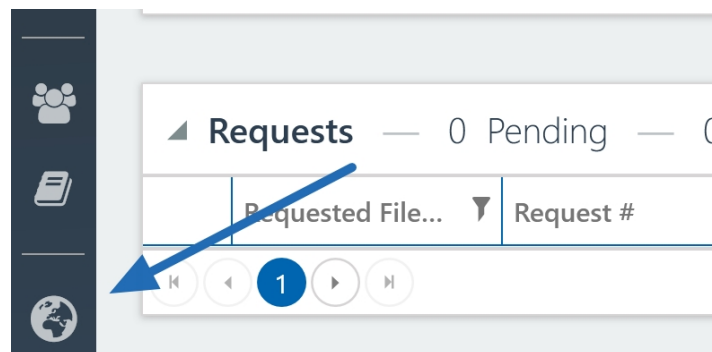 Requests — 0 Pending —
Requested File... Request #
1